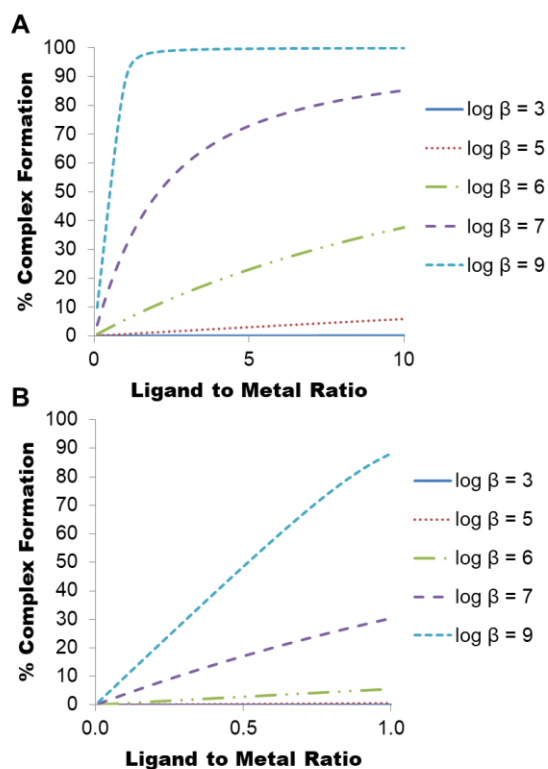 A
100
90
80
70
60
50
40
30
20
10
0
% Complex Formation
0
5
10
Ligand to Metal Ratio
log β = 3
log β = 5
log β = 6
log β = 7
log β = 9
B
100
90
80
70
60
50
40
30
20
10
0
% Complex Formation
0.0
0.5
1.0
Ligand to Metal Ratio
log β = 3
log β = 5
log β = 6
log β = 7
log β = 9